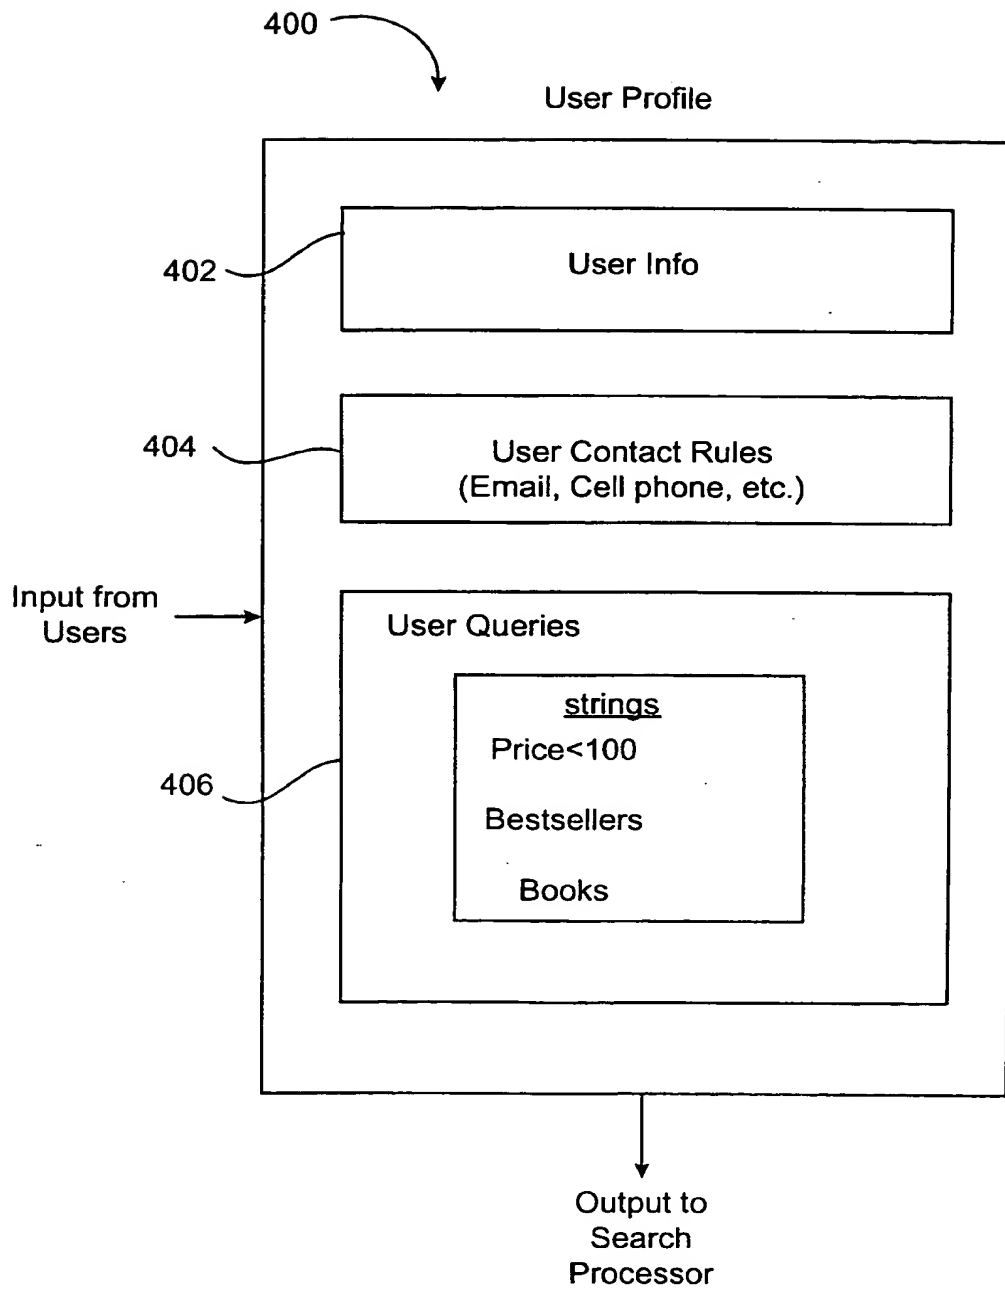 400
User Profile
402
User Info
404
User Contact Rules
(Email, Cell phone, etc.)
Input from
Users
User Queries
strings
Price<100
406
Bestsellers
Books
Output to
Search
Processor